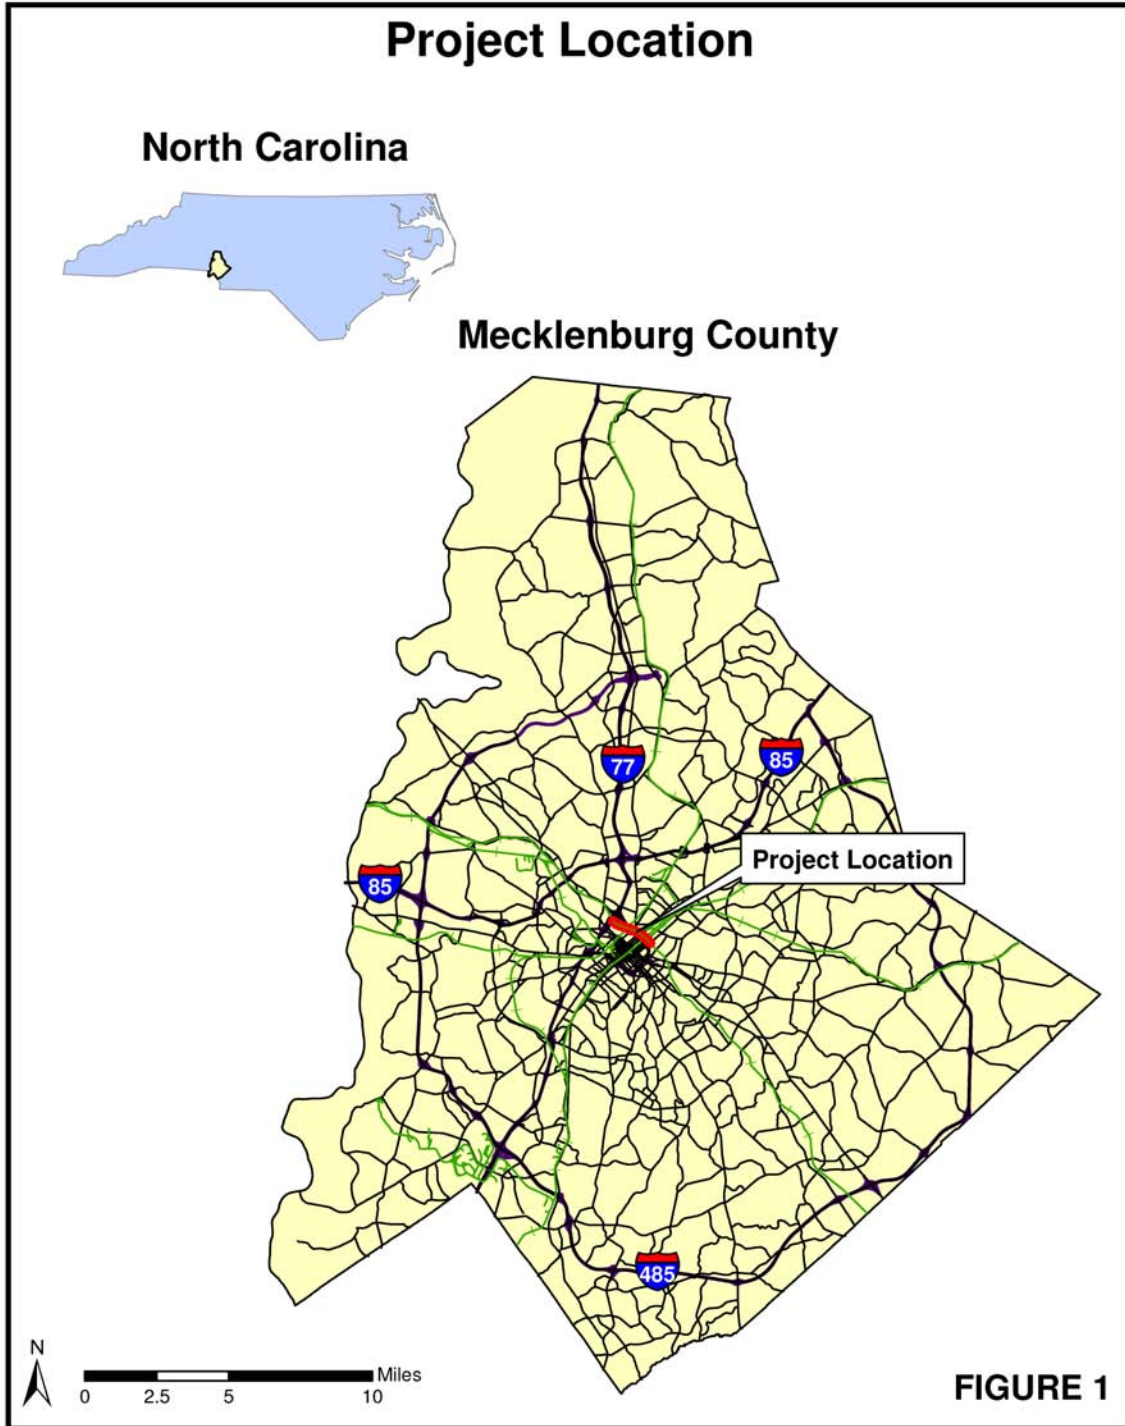 Project Location
North Carolina
Mecklenburg County
77
85
Project Location
85
485
N
Miles
0 2.5 5 10
FIGURE 1